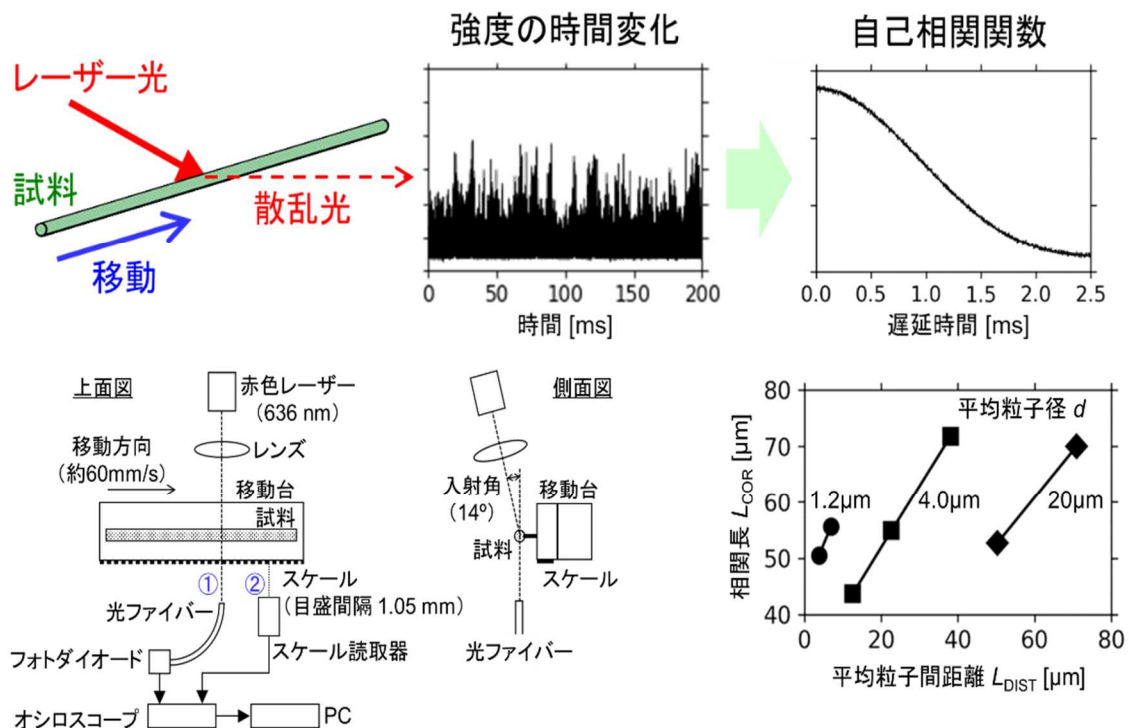 強度の時間変化
自己相関関数
レーザー光
試料
散乱光
移動
0 50 100 150 200
時間 [ms]
0.0 0.5 1.0 1.5 2.0 2.5
遅延時間 [ms]
上面図
赤色レーザー
(636 nm)
レンズ
移動方向
(約60mm/s)
移動台
試料
①
②
スケール
(目盛間隔 1.05 mm)
光ファイバー
スケール読取器
フォトダイオード
オシロスコープ
PC
側面図
入射角
(14º)
移動台
試料
スケール
光ファイバー
80
70
60
50
40
相関長 LCOR [µm]
平均粒子径 d
1.2µm
4.0µm
20µm
0 20 40 60 80
平均粒子間距離 LDIST [µm]